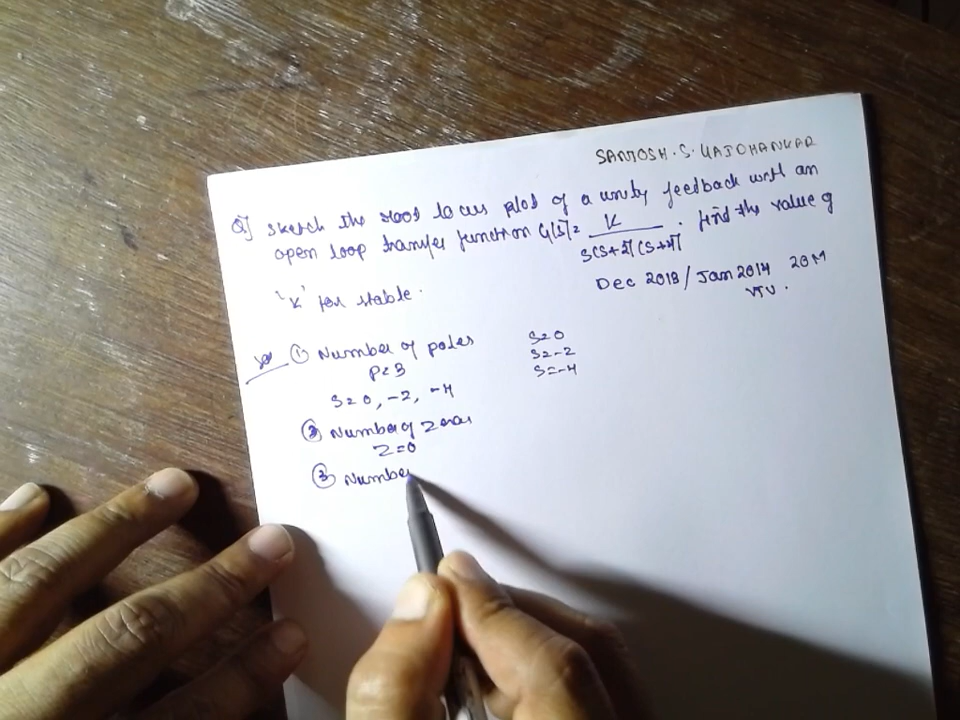 SANTOSH.S.GAJOHANKAR
Q] Sketch the root locus plot of a unity feedback with an
open loop transfer function G(s)= K
S(S+2)(S+4) . find the value of
'K' for stable.
Dec 2013/Jan 2014 20M
VTU.
① Number of poles
P=3
S=0, -2, -4
S=0
S=-2
S=-4
② Number of Zeros
Z=0
③ Number